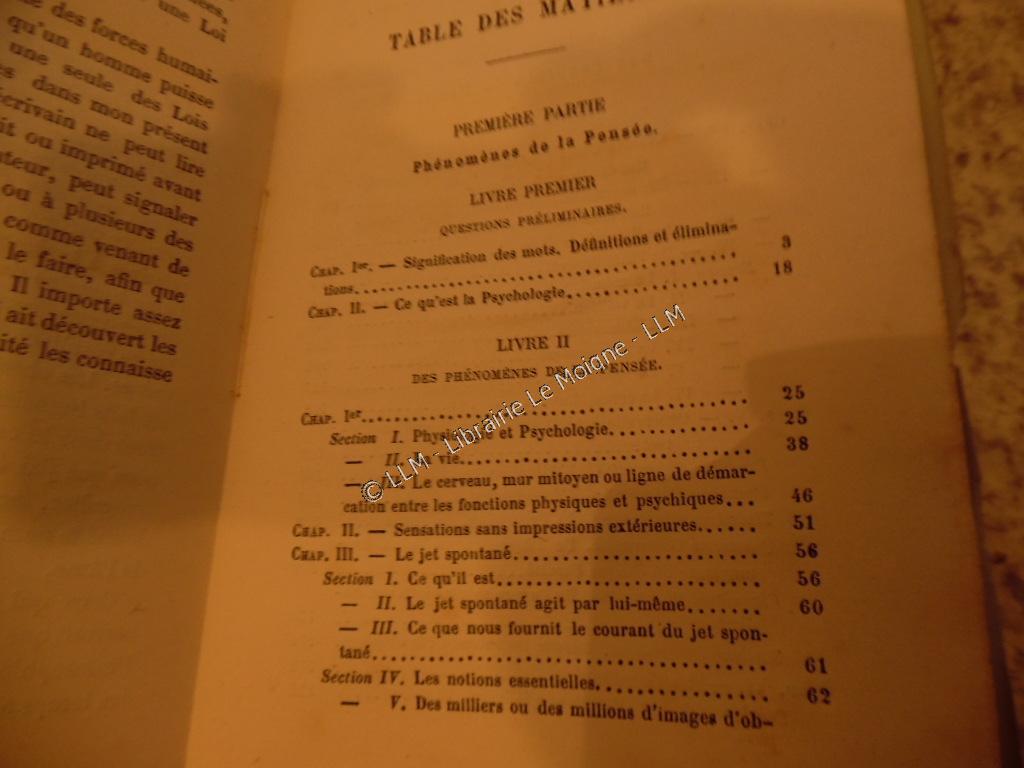 une Loi
des forces humai-
qu'un homme puisse
une seule des Lois
dans mon présent
écrivain ne peut lire
ou imprimé avant
peut signaler
ou à plusieurs des
comme venant de
le faire, afin que
Il importe assez
ait découvert les
les connaisse
TABLE DES
PREMIÈRE PARTIE
Phénomènes de la Pensée.
LIVRE PREMIER
QUESTIONS PRÉLIMINAIRES.
CHAP. Ier. — Signification des mots. Définitions et élimina-
tions.......................................... 3
CHAP. II. — Ce qu'est la Psychologie.................. 18
LIVRE II
DES PHÉNOMÈNES DE PENSÉE.
CHAP. Ier.......................................... 25
Section I. Physiologie et Psychologie.............. 25
— II. La vie............................... 38
— Le cerveau, mur mitoyen ou ligne de démar-
cation entre les fonctions physiques et psychiques... 46
CHAP. II. — Sensations sans impressions extérieures...... 51
CHAP. III. — Le jet spontané......................... 56
Section I. Ce qu'il est............................ 56
— II. Le jet spontané agit par lui-même....... 60
— III. Ce que nous fournit le courant du jet spon-
tané.......................................... 61
Section IV. Les notions essentielles................. 62
— V. Des milliers ou des millions d'images d'ob-
© LLM - Librairie Le Moigne - LLM